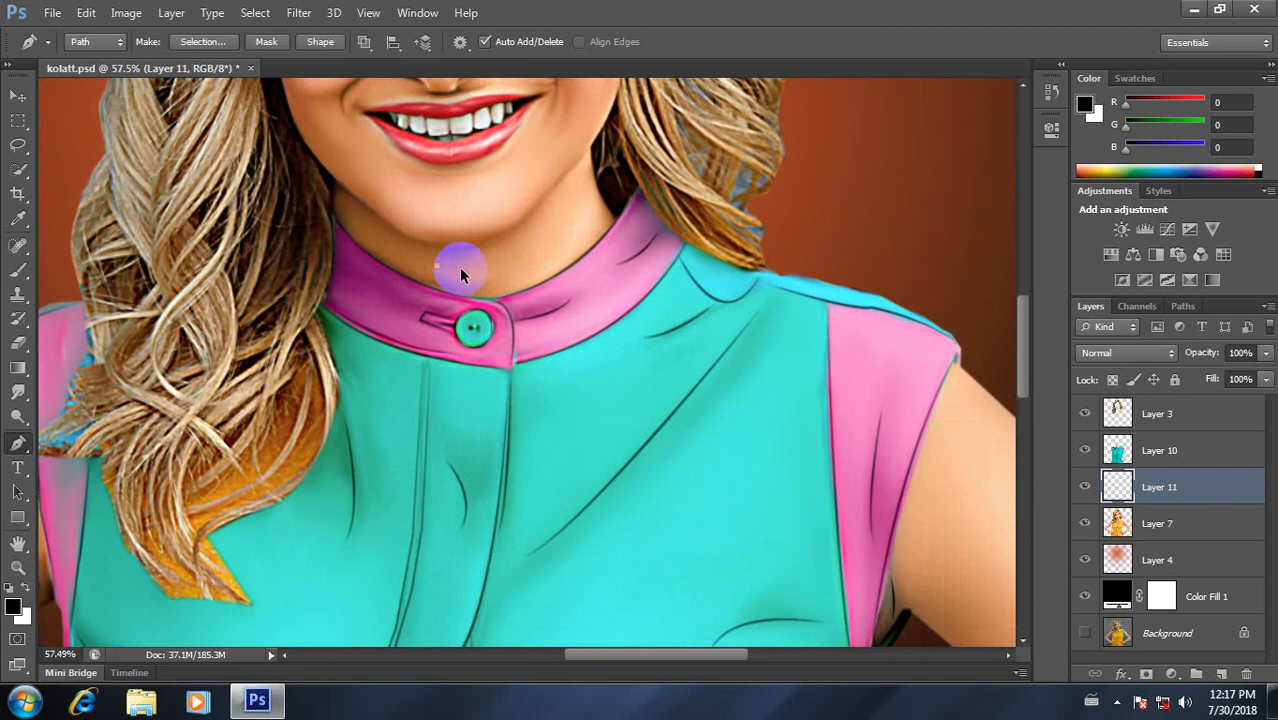 Ps File Edit Image Layer Type Select Filter 3D View Window Help
Path Make: Selection... Mask Shape Auto Add/Delete Align Edges Essentials
kolatt.psd @ 57.5% (Layer 11, RGB/8*) * ×
Color Swatches
R 0
G 0
B 0
Adjustments Styles
Add an adjustment
Layers Channels Paths
Kind
Normal Opacity: 100%
Lock: Fill: 100%
Layer 3
Layer 10
Layer 11
Layer 7
Layer 4
Color Fill 1
Background
57.49% Doc: 37.1M/185.3M
Mini Bridge Timeline
Ps
12:17 PM
7/30/2018